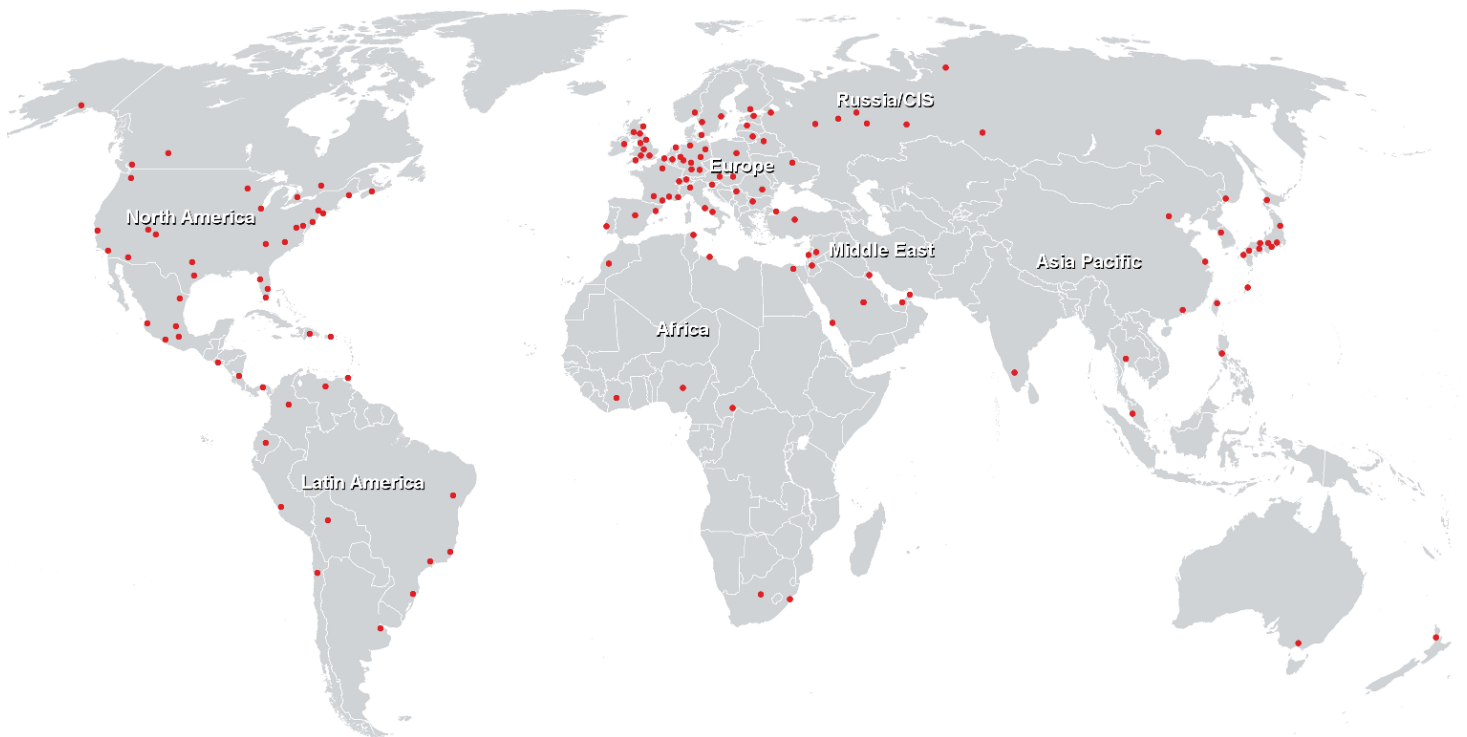 Russia/CIS
Europe
North America
Middle East
Asia Pacific
Africa
Latin America